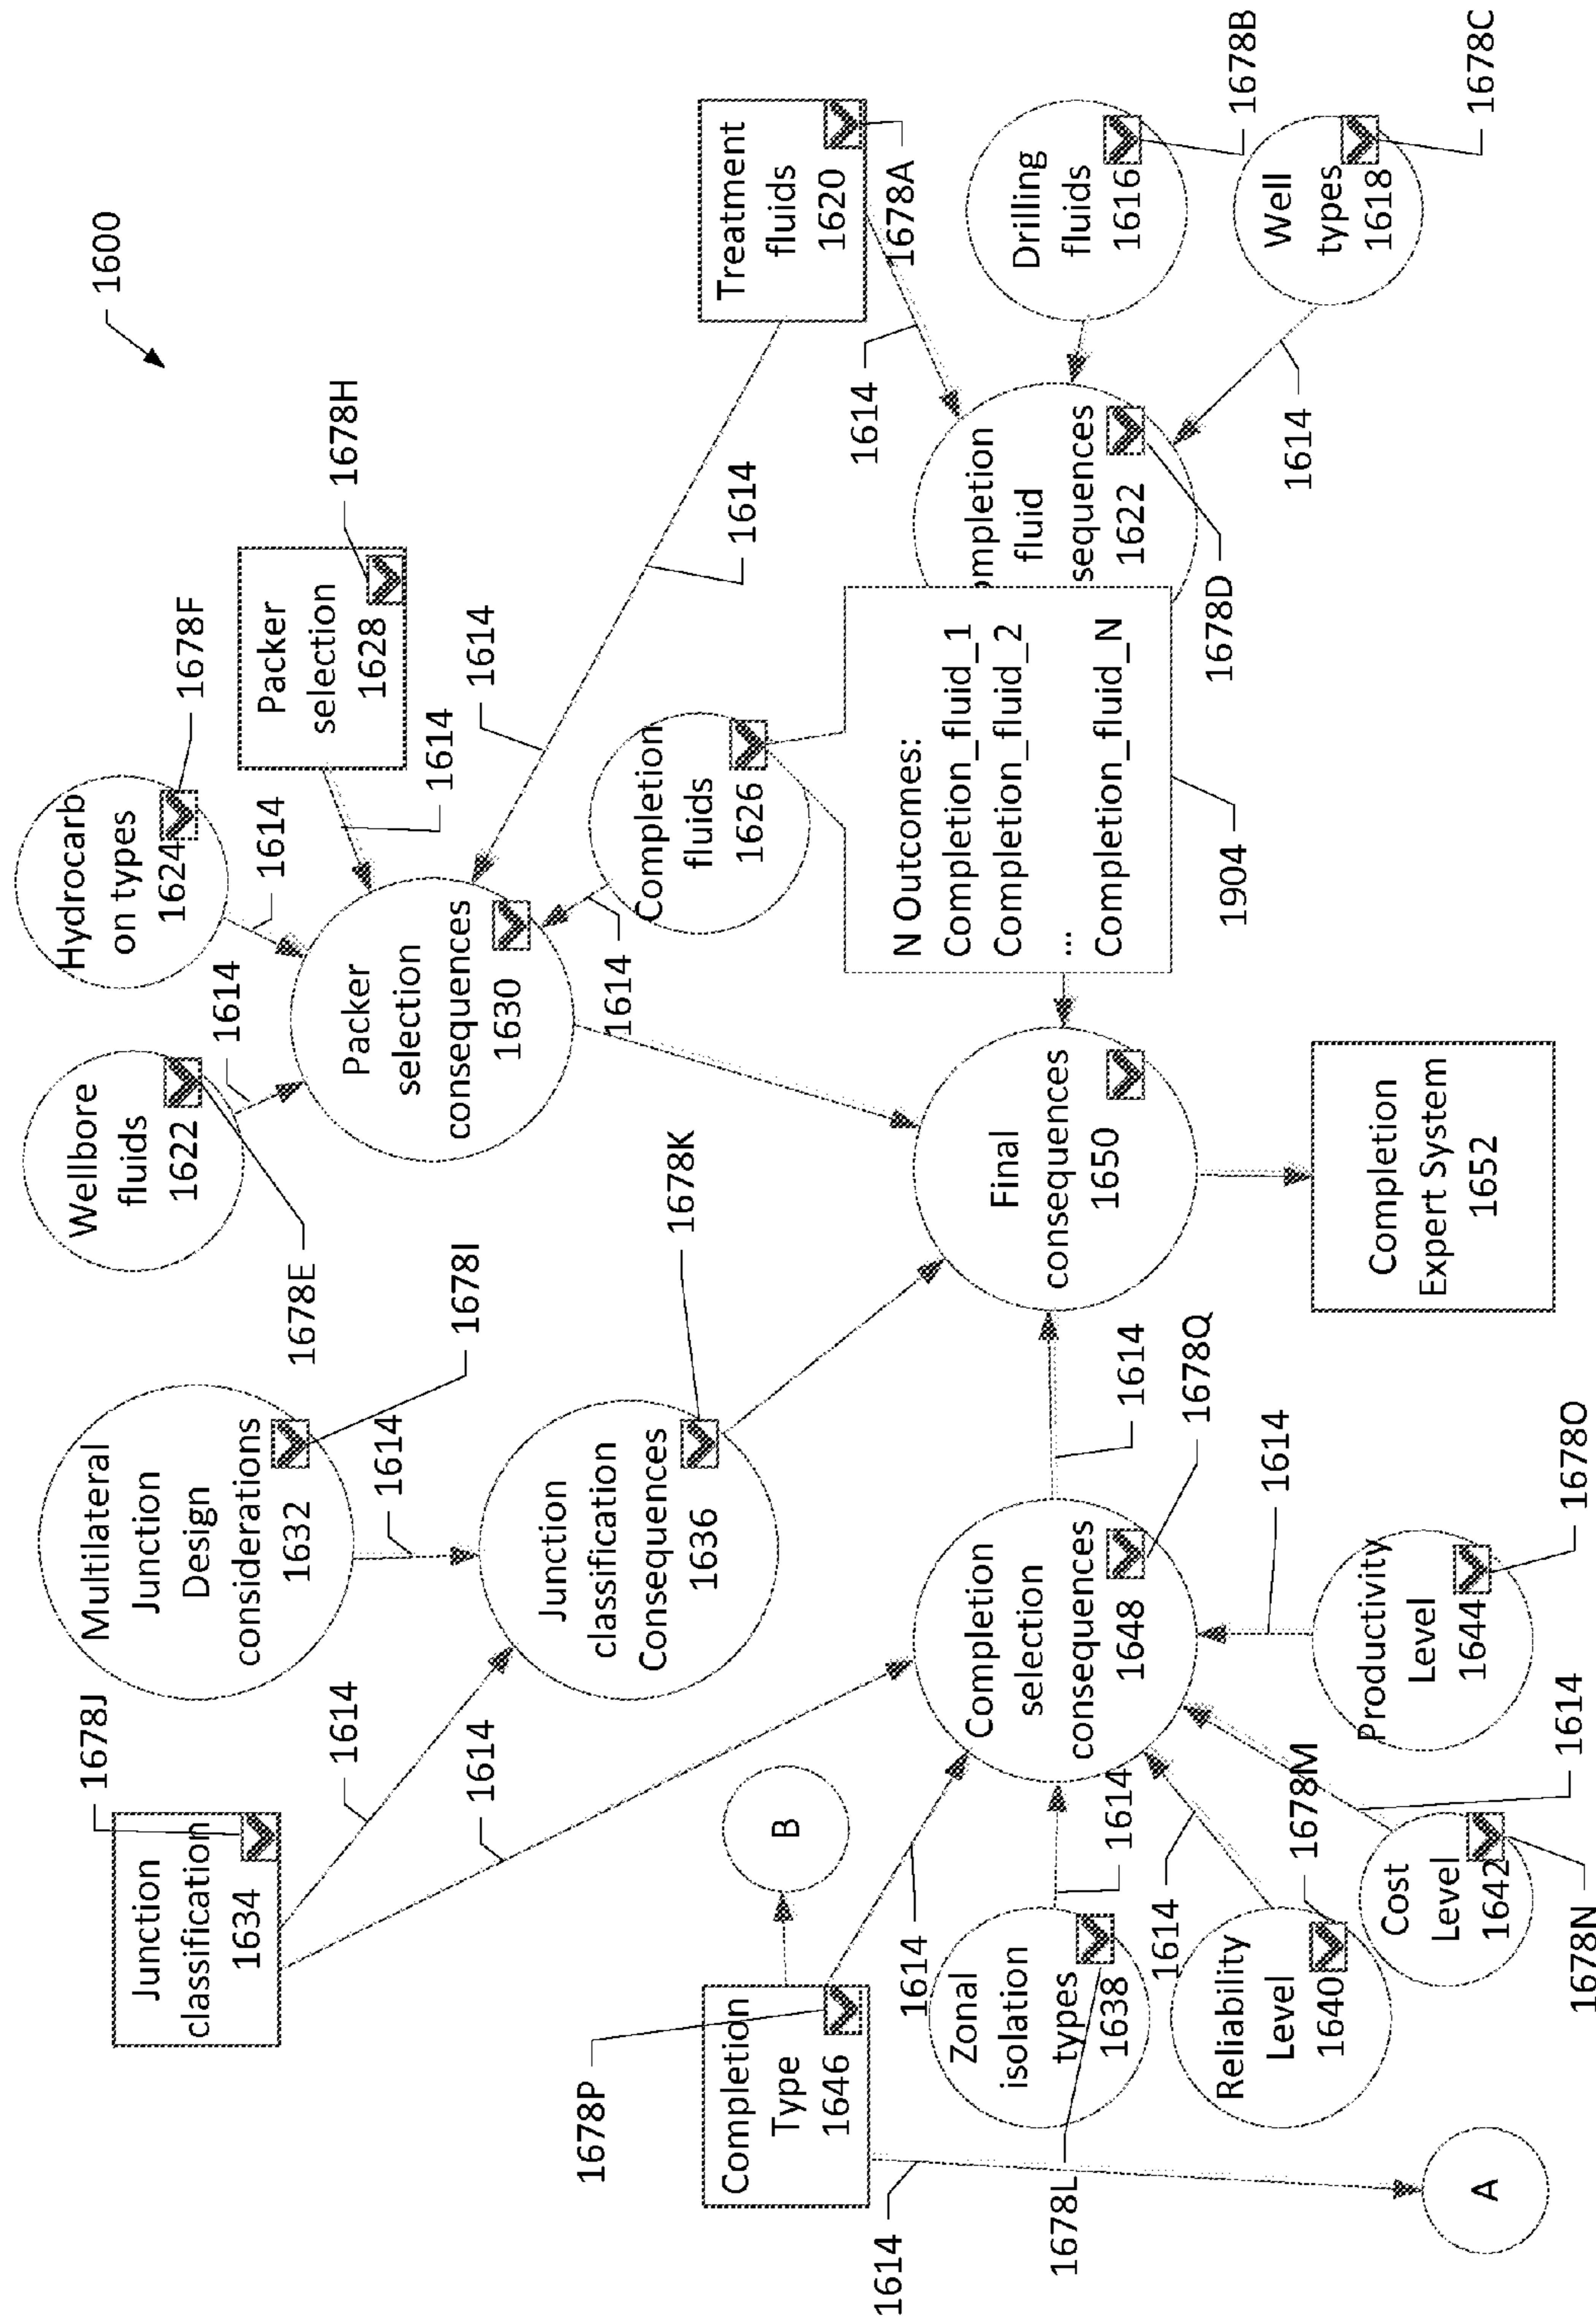 1600
Junction
classification
1634
1678J
Multilateral
Junction
Design
considerations
1632
1678I
Wellbore
fluids
1622
1678E
Hydrocarb
on types
1624
1678F
Packer
selection
1628
1678H
1614
1614
1614
1614
1614
1614
1614
1614
Packer
selection
consequences
1630
Junction
classification
Consequences
1636
1678K
Completion
fluids
1626
1614
Treatment
fluids
1620
1678A
1614
Drilling
fluids
1616
1678B
Well
types
1618
1678C
1614
ompletion
fluid
sequences
1622
1678D
N Outcomes:
Completion_fluid_1
Completion_fluid_2
...
Completion_fluid_N
1904
Completion
Type
1646
1678P
B
1614
1614
A
Zonal
isolation
types
1638
1678L
1614
Reliability
Level
1640
1678M
1614
Cost
Level
1642
1678N
1614
Productivity
Level
1644
1678O
1614
Completion
selection
consequences
1648
1678Q
1614
Final
consequences
1650
Completion
Expert System
1652